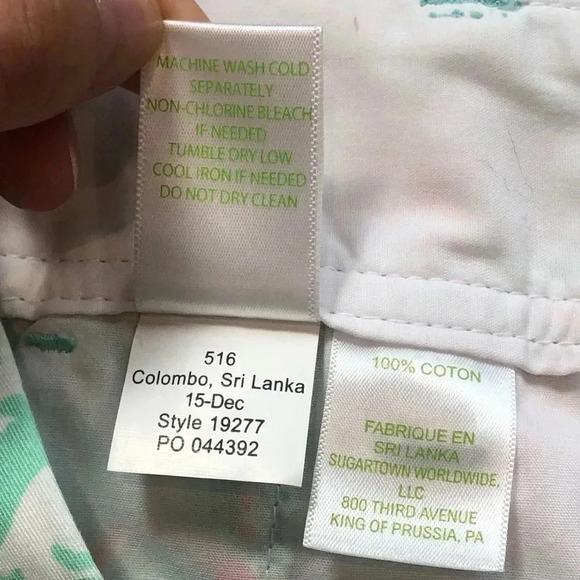 MACHINE WASH COLD
SEPARATELY
NON-CHLORINE BLEACH
IF NEEDED
TUMBLE DRY LOW
COOL IRON IF NEEDED
DO NOT DRY CLEAN
516
Colombo, Sri Lanka
15-Dec
Style 19277
PO 044392
100% COTON
FABRIQUE EN
SRI LANKA
SUGARTOWN WORLDWIDE,
LLC
800 THIRD AVENUE
KING OF PRUSSIA, PA